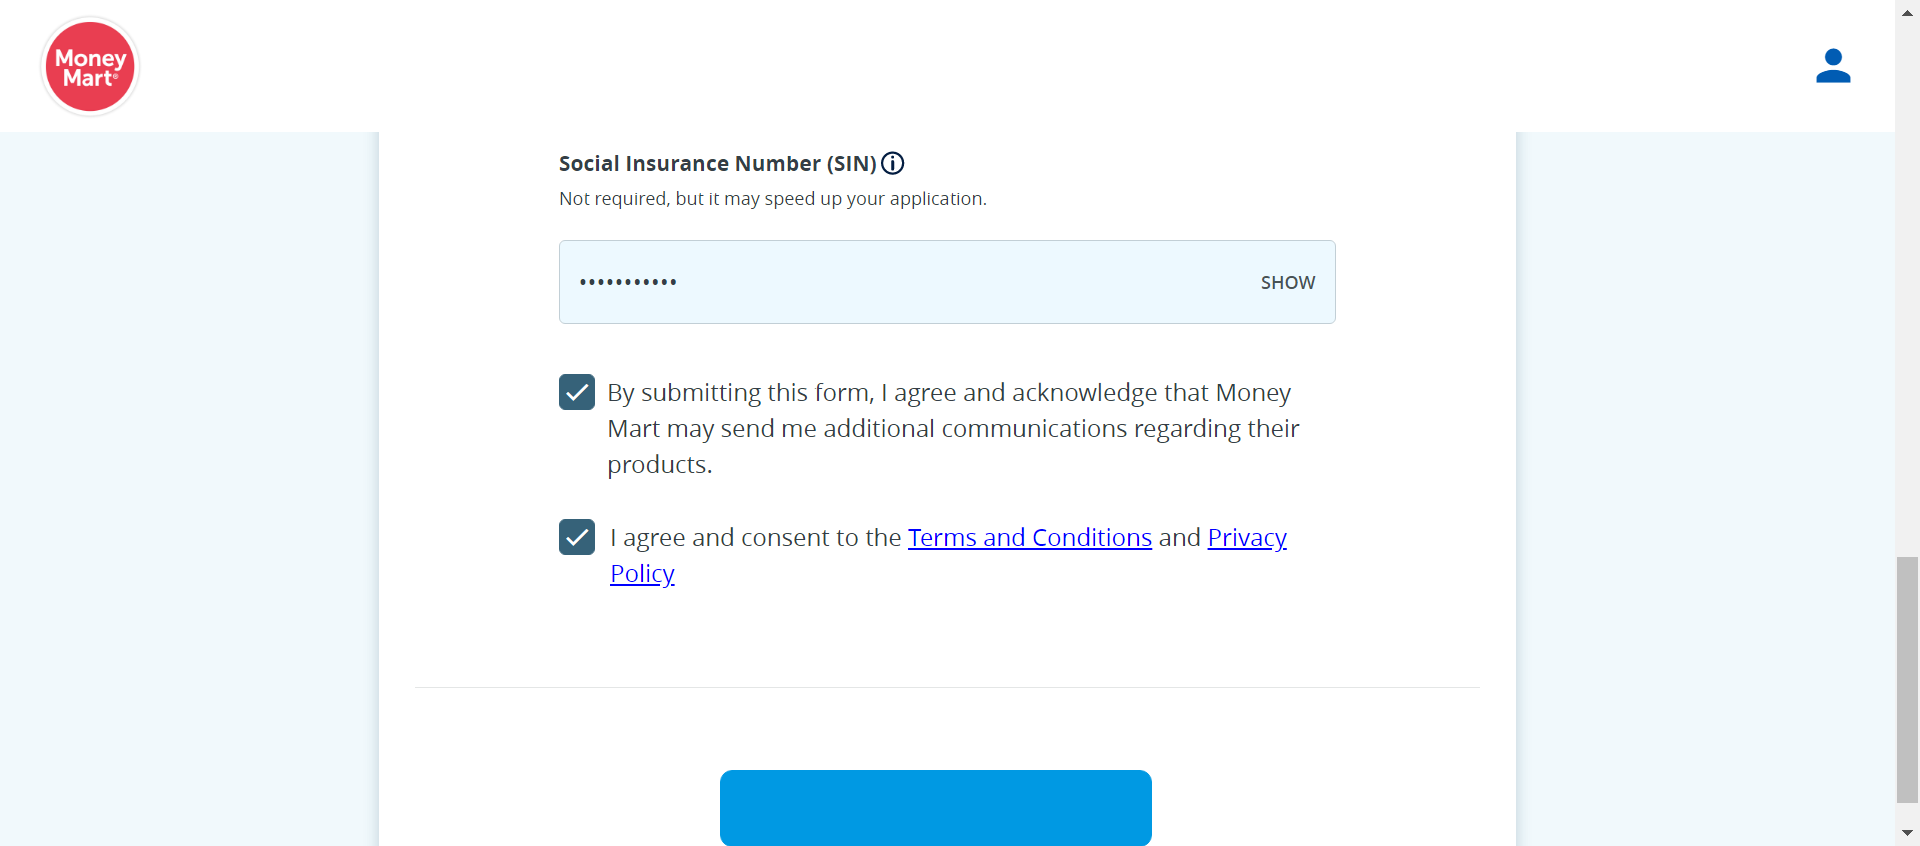 Money
Mart®
Social Insurance Number (SIN)
Not required, but it may speed up your application.
•••••••••••
SHOW
By submitting this form, I agree and acknowledge that Money
Mart may send me additional communications regarding their
products.
I agree and consent to the Terms and Conditions and Privacy
Policy